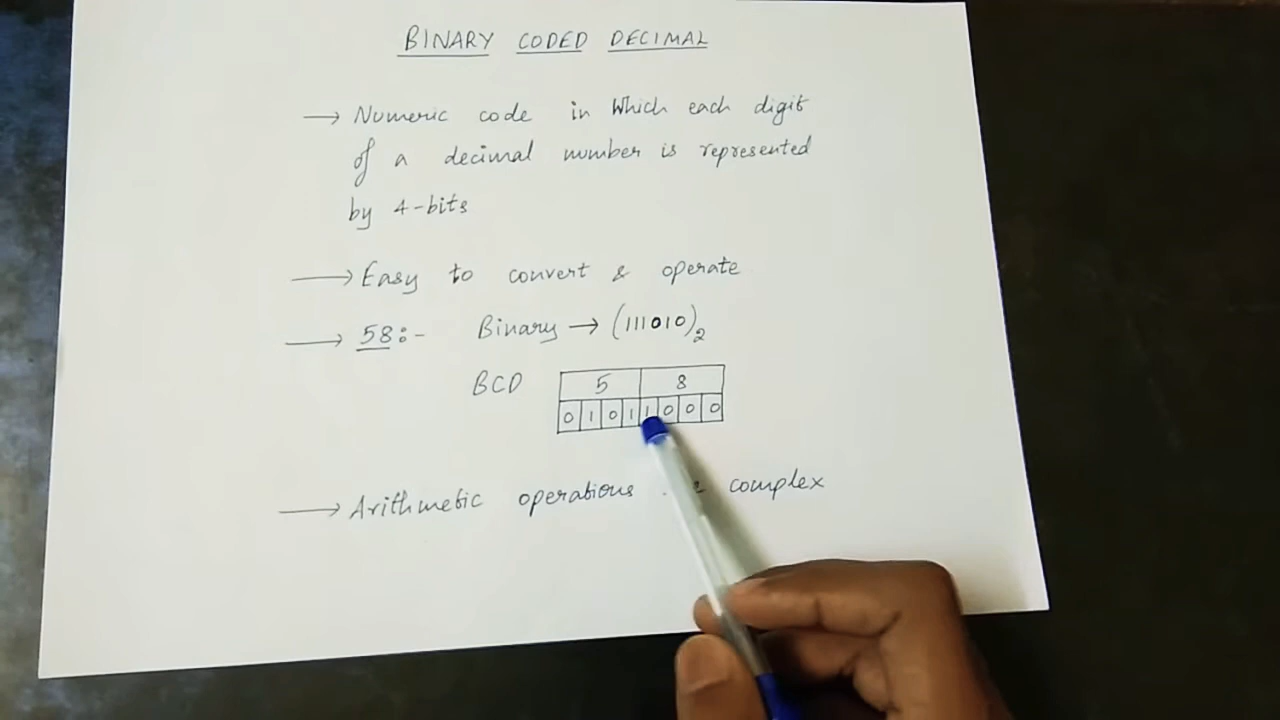 BINARY CODED DECIMAL
→ Numeric code in Which each digit
of a decimal number is represented
by 4-bits
→ Easy to convert & operate
→ 58:- Binary → (111010)2
BCD 5 8
0 1 0 1 1 0 0 0
→ Arithmetic operations complex